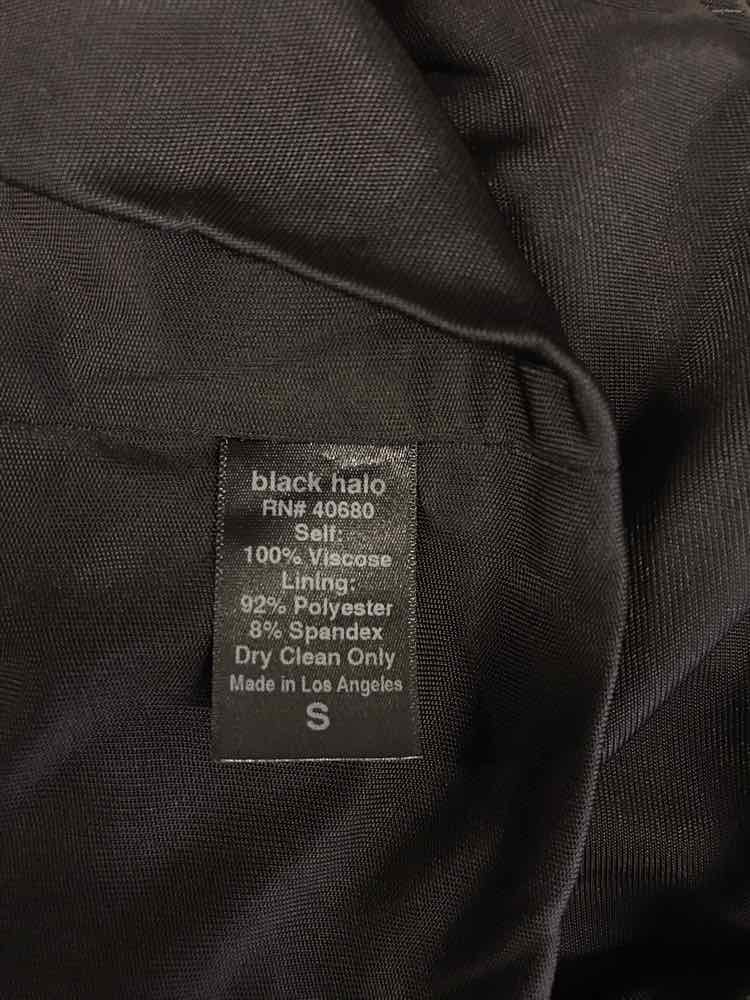 black halo
RN# 40680
Self:
100% Viscose
Lining:
92% Polyester
8% Spandex
Dry Clean Only
Made in Los Angeles
S